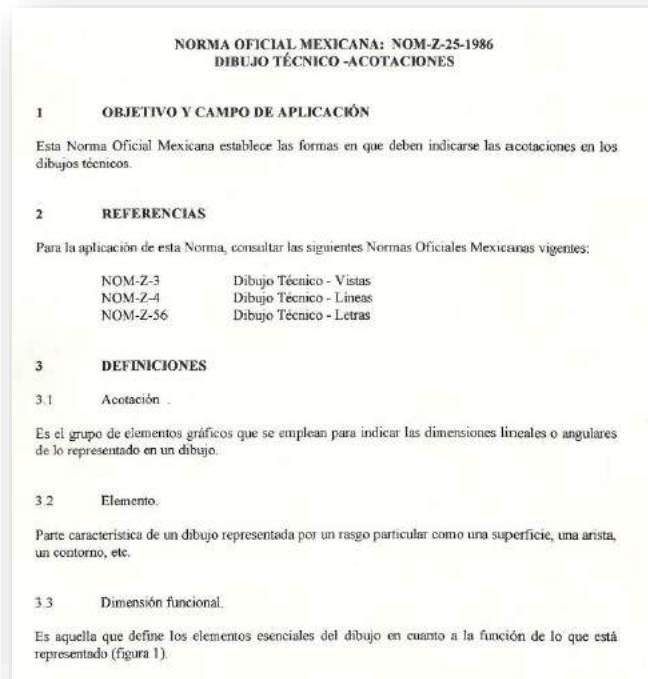 NORMA OFICIAL MEXICANA: NOM-Z-25-1986
DIBUJO TÉCNICO -ACOTACIONES
1 OBJETIVO Y CAMPO DE APLICACIÓN
Esta Norma Oficial Mexicana establece las formas en que deben indicarse las acotaciones en los
dibujos técnicos.
2 REFERENCIAS
Para la aplicación de esta Norma, consultar las siguientes Normas Oficiales Mexicanas vigentes:
NOM-Z-3 Dibujo Técnico - Vistas
NOM-Z-4 Dibujo Técnico - Líneas
NOM-Z-56 Dibujo Técnico - Letras
3 DEFINICIONES
3.1 Acotación .
Es el grupo de elementos gráficos que se emplean para indicar las dimensiones lineales o angulares
de lo representado en un dibujo.
3.2 Elemento.
Parte característica de un dibujo representada por un rasgo particular como una superficie, una arista,
un contorno, etc.
3.3 Dimensión funcional.
Es aquella que define los elementos esenciales del dibujo en cuanto a la función de lo que está
representado (figura 1).